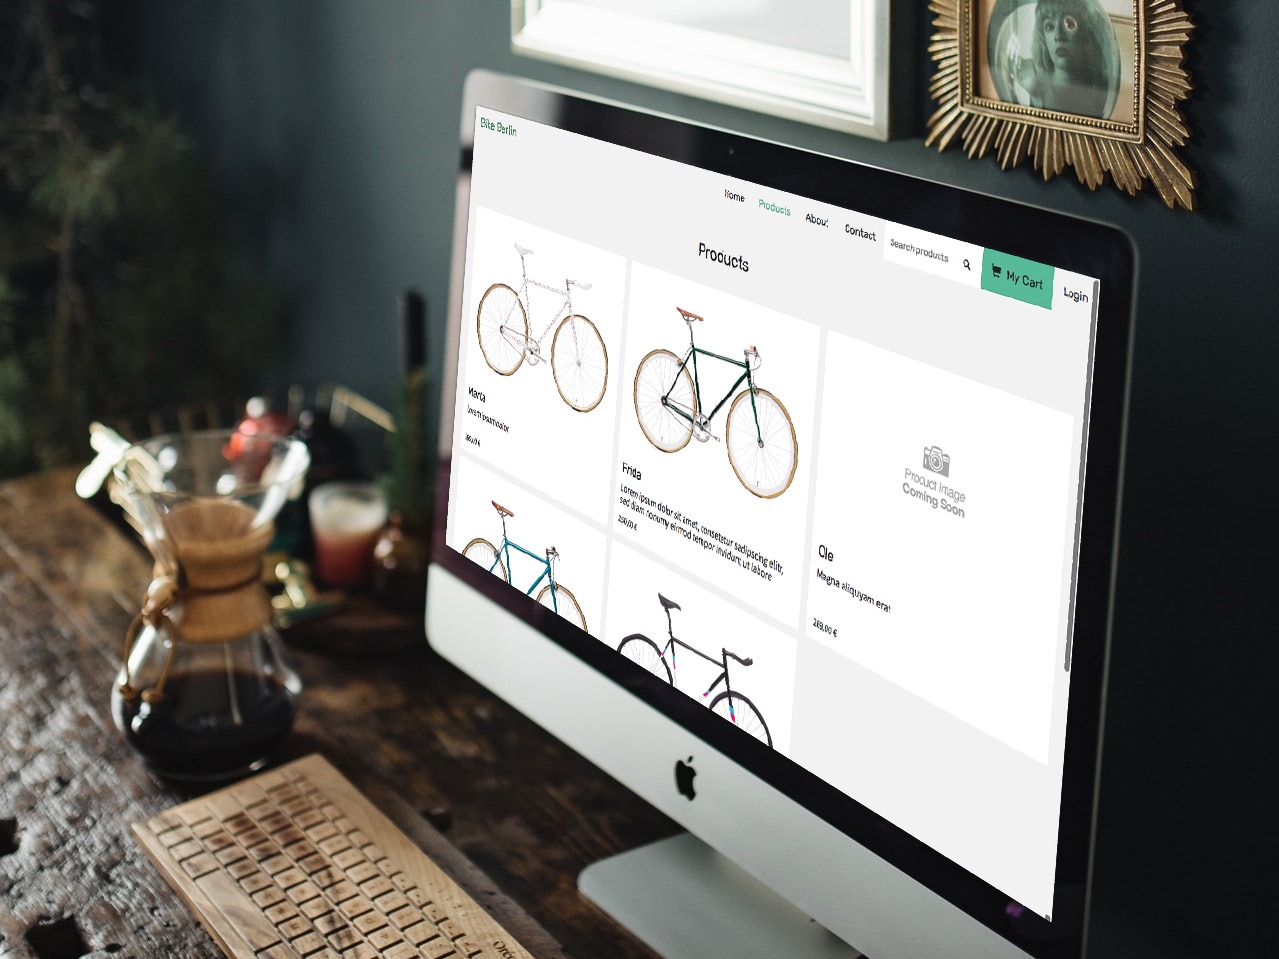 Bike Berlin
Home Products About Contact
Search products
My Cart
Login
Products
Marta
Lorem ipsum dolor
Frida
Lorem ipsum dolor sit amet, consetetur sadipscing elitr,
sed diam nonumy eirmod tempor invidunt ut labore
250,00 €
Product Image
Coming Soon
Ole
Magna aliquyam erat
269,00 €